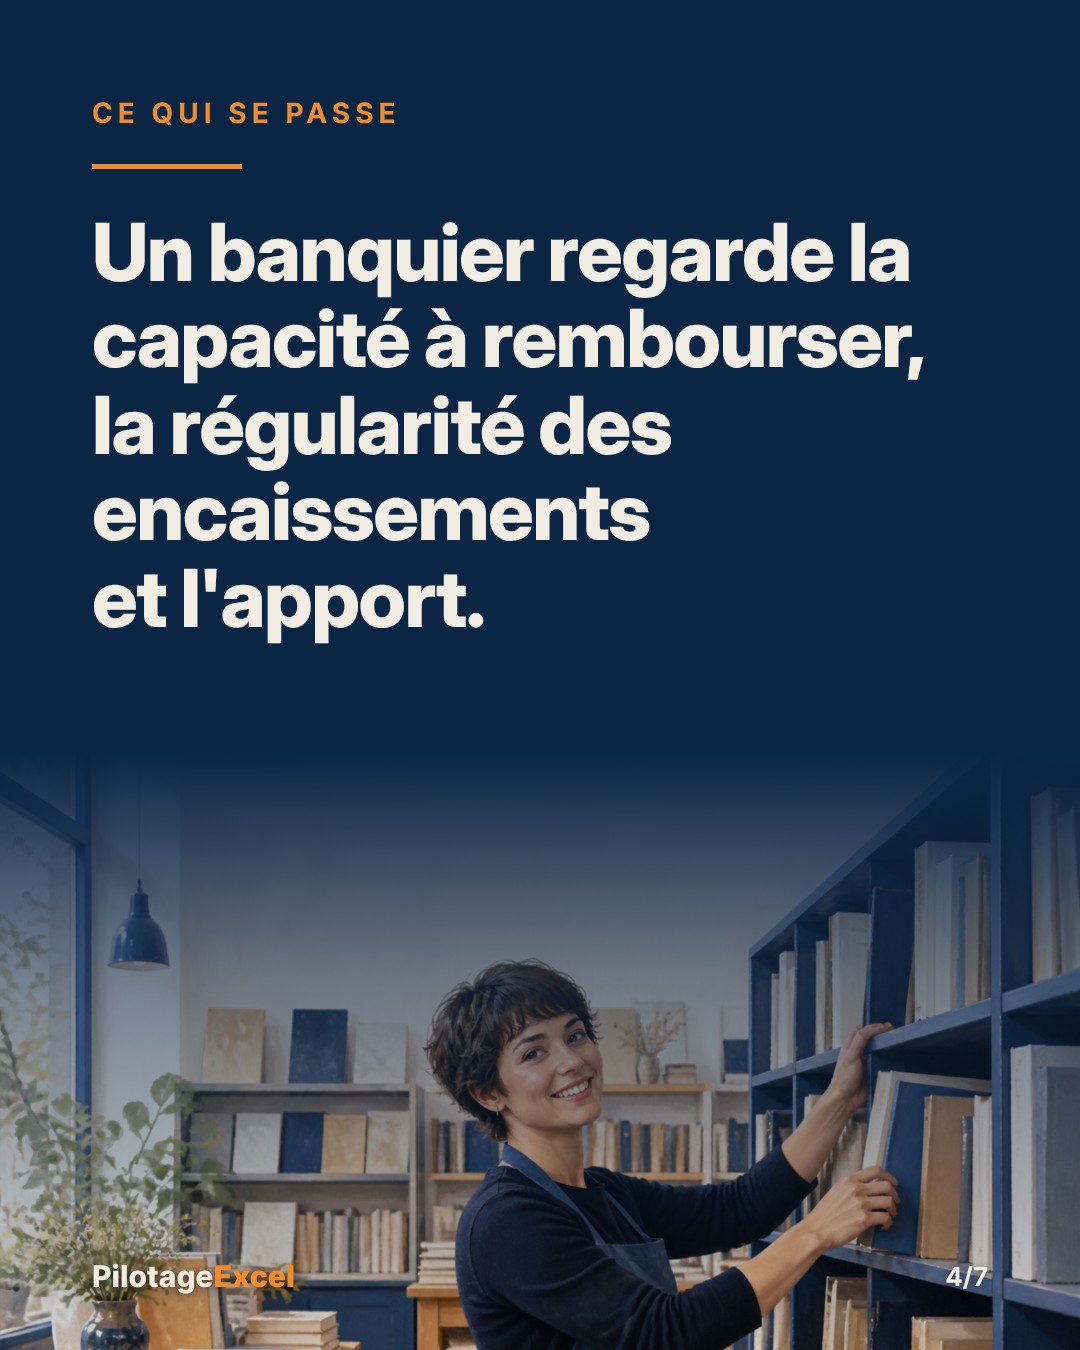 CE QUI SE PASSE
Un banquier regarde la
capacité à rembourser,
la régularité des
encaissements
et l'apport.
PilotageExcel
4/7